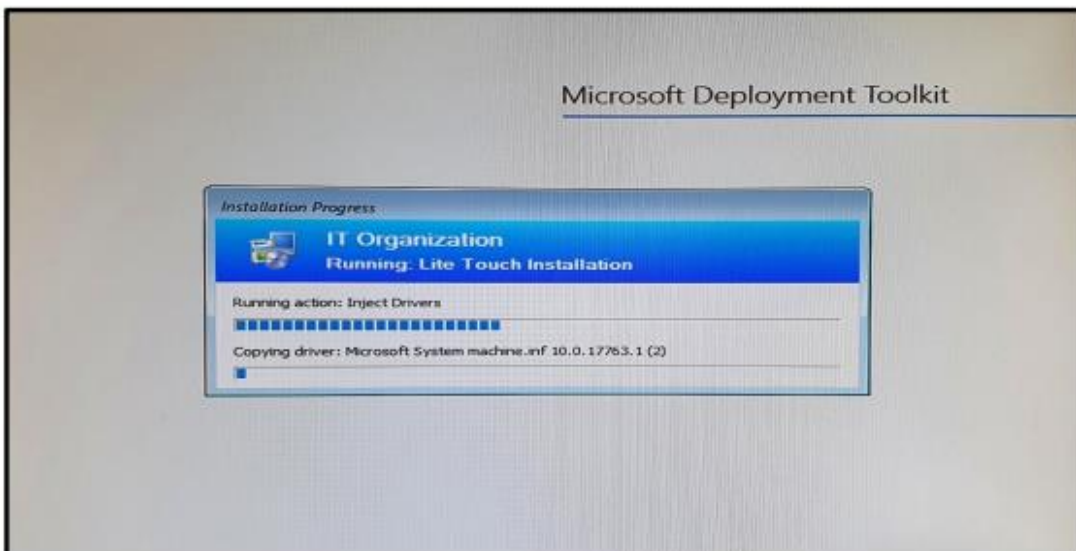 Microsoft Deployment Toolkit
Installation Progress
IT Organization
Running: Lite Touch Installation
Running action: Inject Drivers
Copying driver: Microsoft System machine.inf 10.0.17763.1 (2)